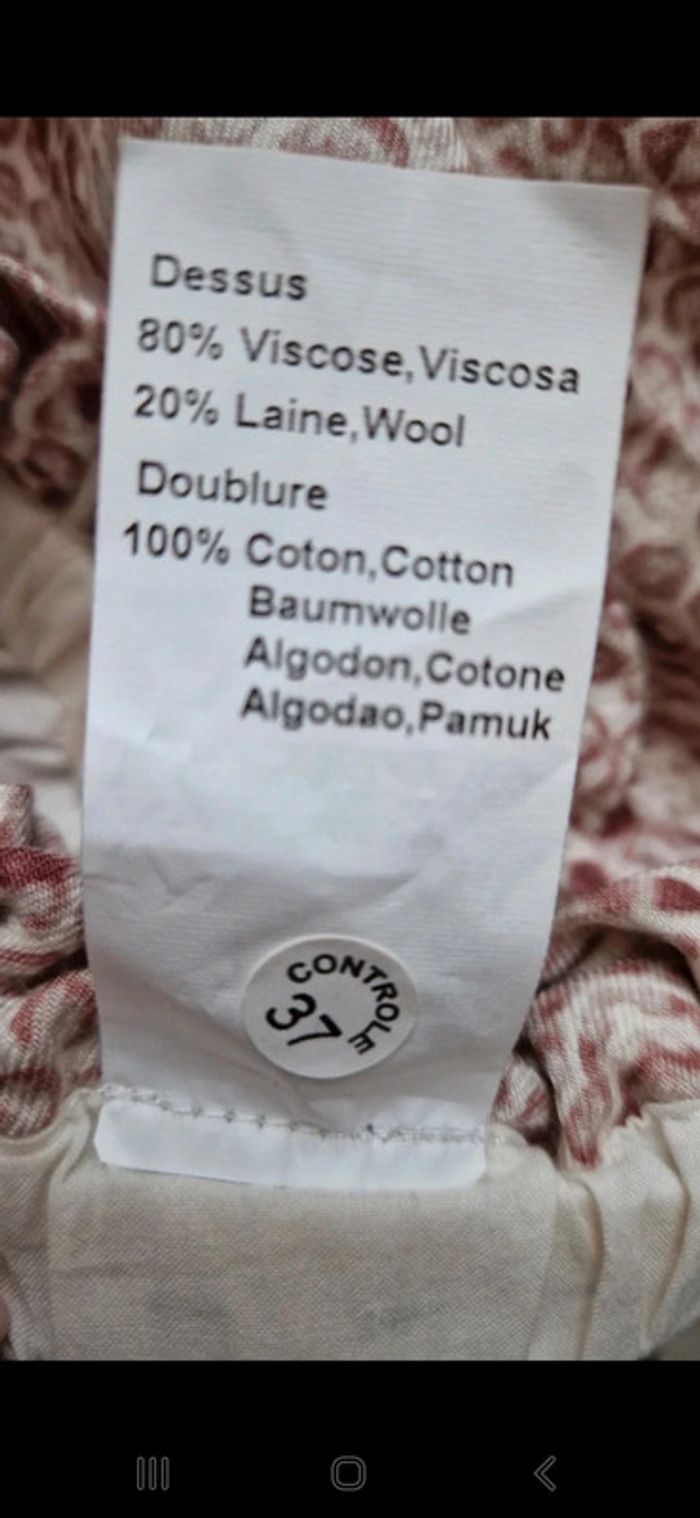 Dessus
80% Viscose,Viscosa
20% Laine,Wool
Doublure
100% Coton,Cotton
Baumwolle
Algodon,Cotone
Algodao,Pamuk
CONTROLE
37